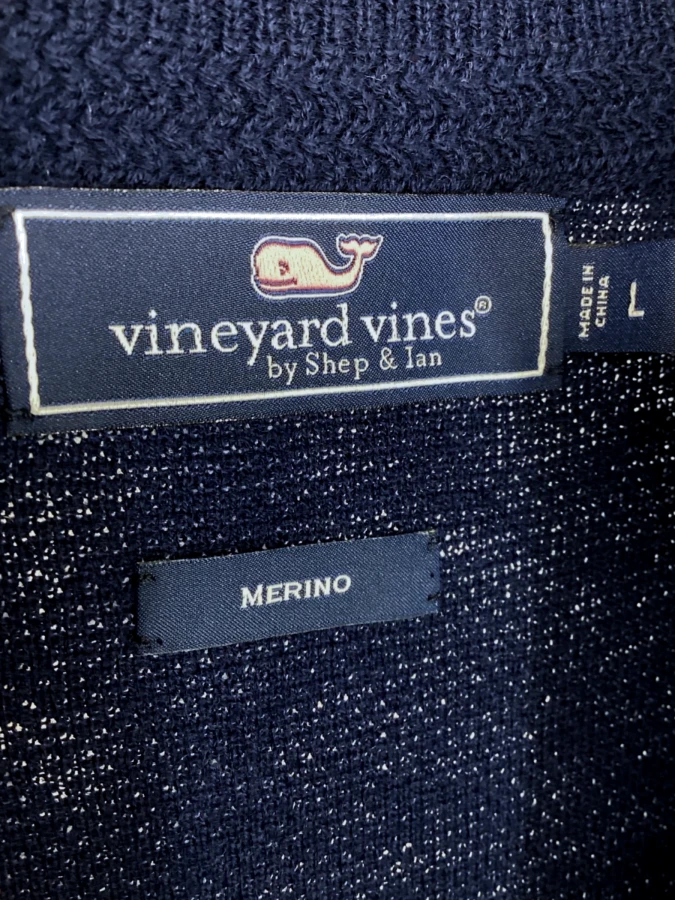 vineyard vines®
by Shep & Ian
MADE IN
CHINA
L
MERINO